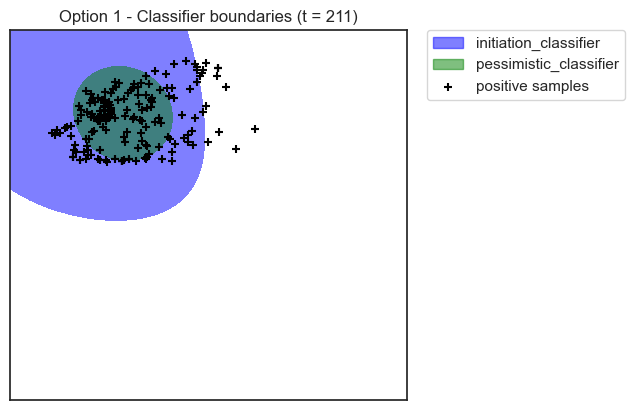 Option 1 - Classifier boundaries (t = 211)
initiation_classifier
pessimistic_classifier
positive samples